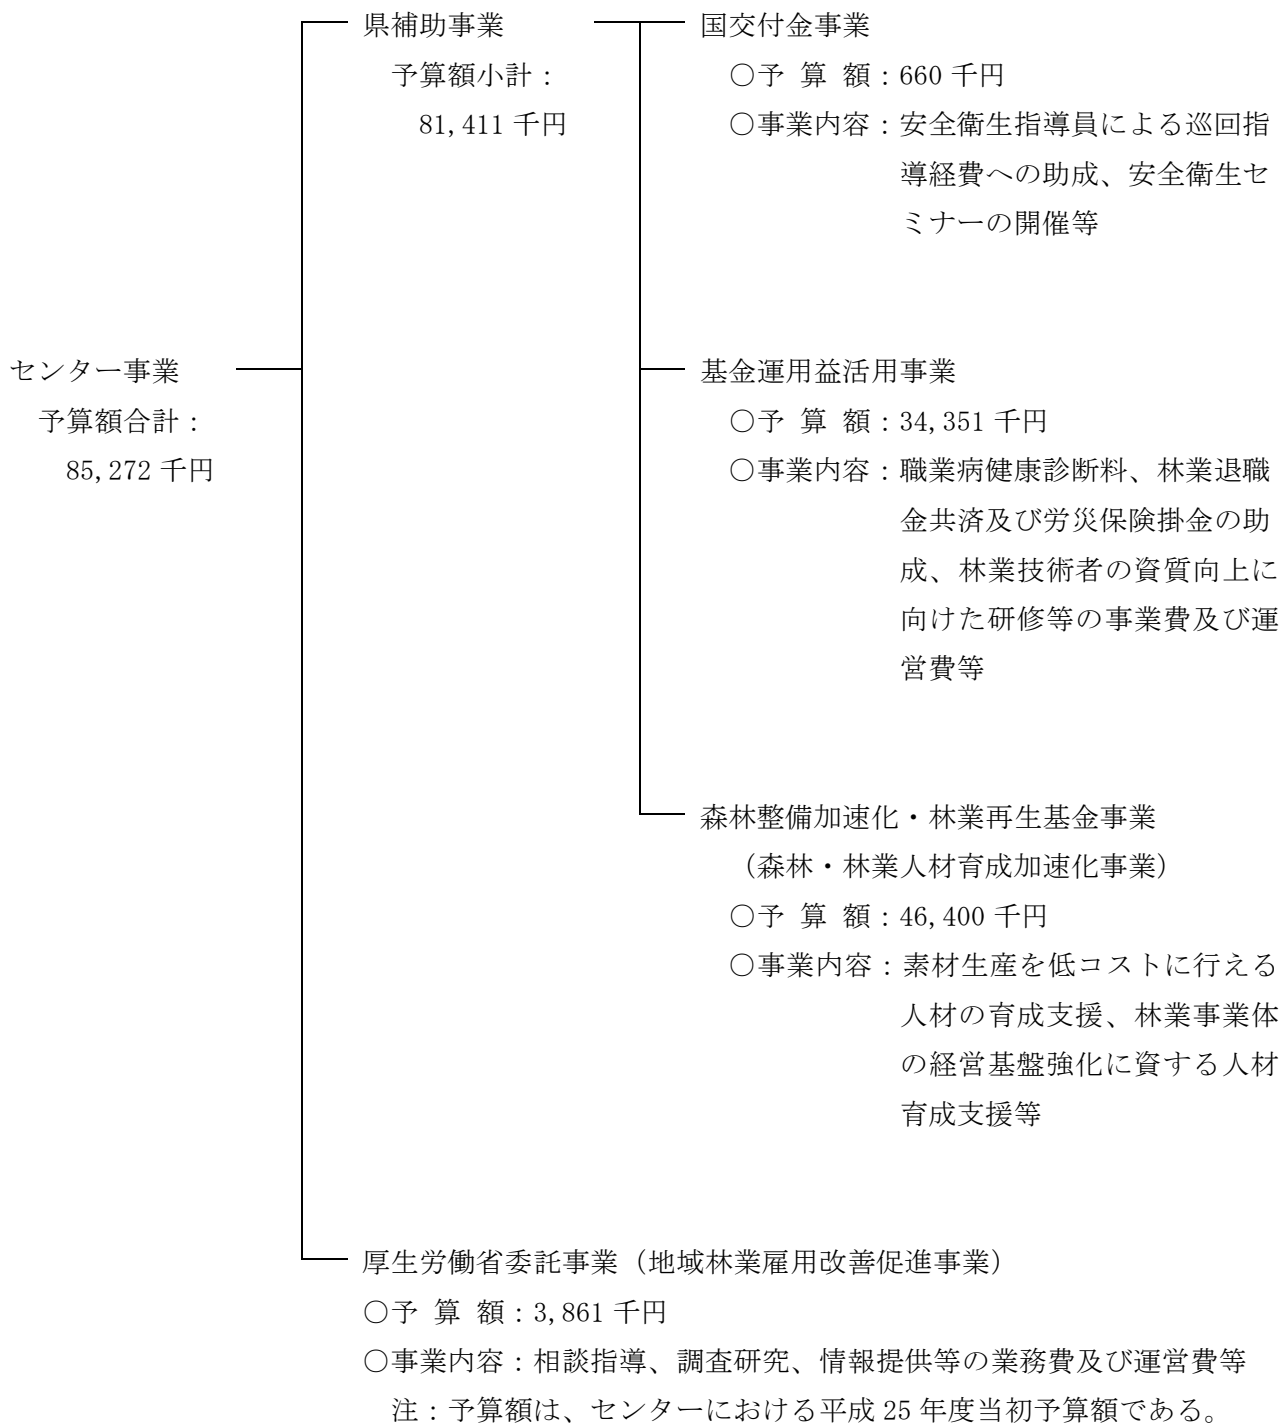 県補助事業
予算額小計：
81,411 千円
国交付金事業
○予 算 額：660 千円
○事業内容：安全衛生指導員による巡回指
導経費への助成、安全衛生セ
ミナーの開催等
センター事業
予算額合計：
85,272 千円
基金運用益活用事業
○予 算 額：34,351 千円
○事業内容：職業病健康診断料、林業退職
金共済及び労災保険掛金の助
成、林業技術者の資質向上に
向けた研修等の事業費及び運
営費等
森林整備加速化・林業再生基金事業
（森林・林業人材育成加速化事業）
○予 算 額：46,400 千円
○事業内容：素材生産を低コストに行える
人材の育成支援、林業事業体
の経営基盤強化に資する人材
育成支援等
厚生労働省委託事業（地域林業雇用改善促進事業）
○予 算 額：3,861 千円
○事業内容：相談指導、調査研究、情報提供等の業務費及び運営費等
注：予算額は、センターにおける平成 25 年度当初予算額である。